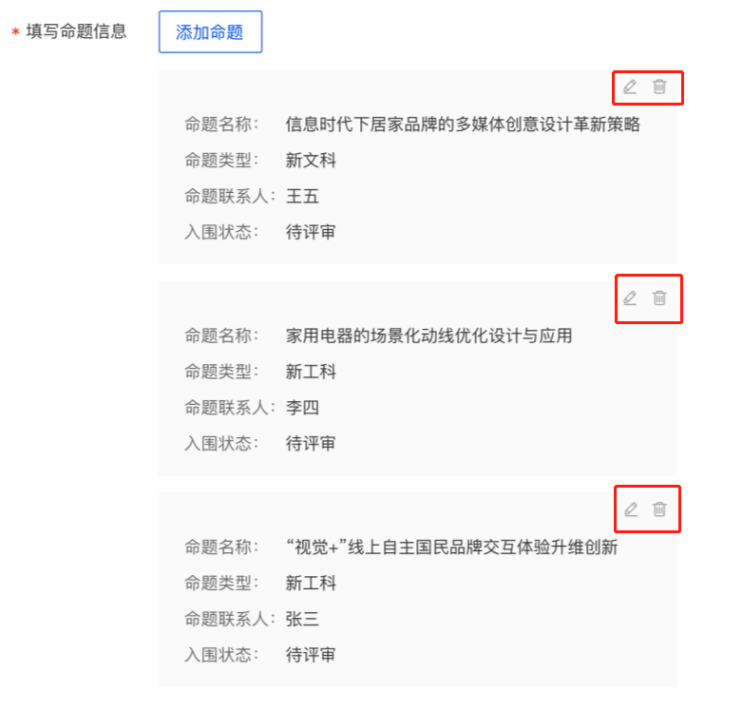 * 填写命题信息 添加命题
命题名称： 信息时代下居家品牌的多媒体创意设计革新策略
命题类型： 新文科
命题联系人： 王五
入围状态： 待评审
命题名称： 家用电器的场景化动线优化设计与应用
命题类型： 新工科
命题联系人： 李四
入围状态： 待评审
命题名称： “视觉+”线上自主国民品牌交互体验升维创新
命题类型： 新工科
命题联系人： 张三
入围状态： 待评审